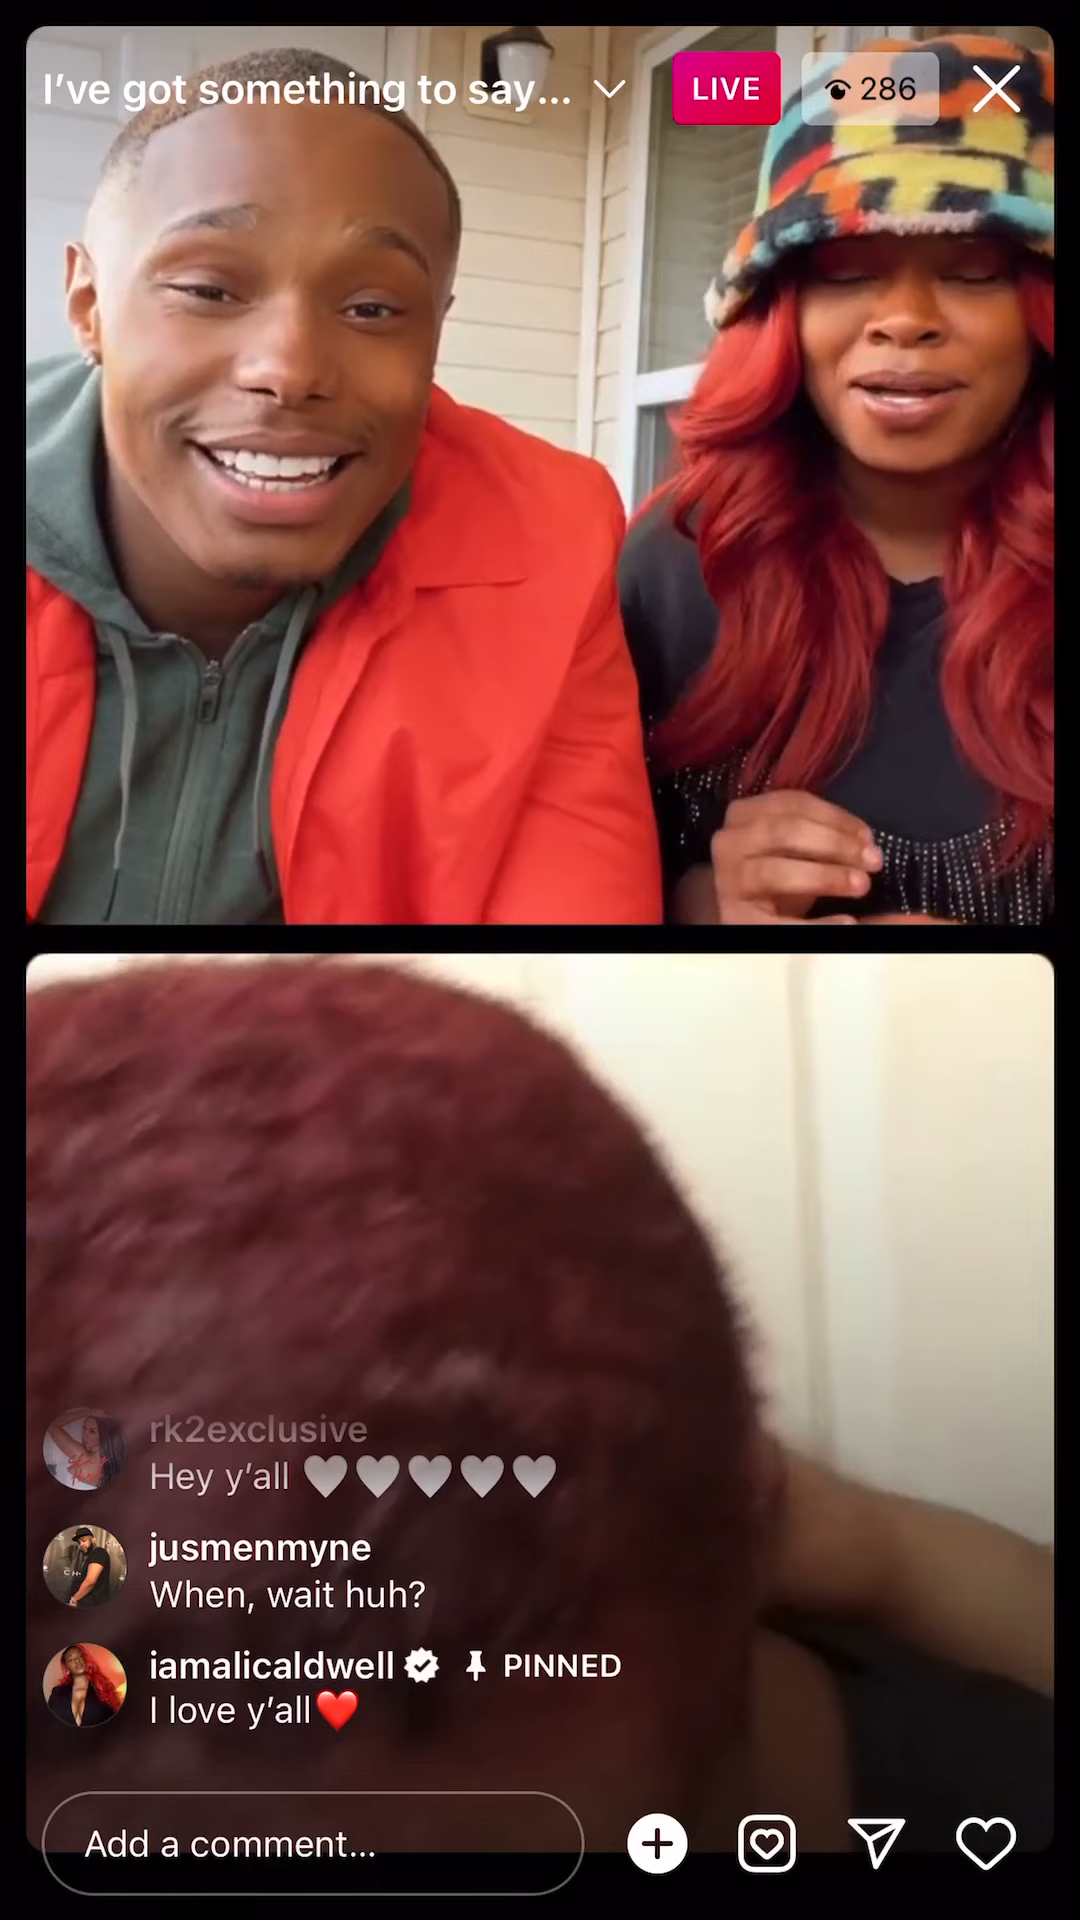 I’ve got something to say...
LIVE
286
rk2exclusive
Hey y’all 🤍🤍🤍🤍🤍
jusmenmyne
When, wait huh?
iamalicaldwell PINNED
I love y’all❤️
Add a comment...